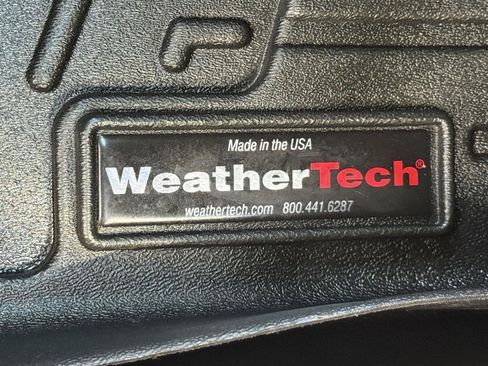 Made in the USA
WeatherTech®
weathertech.com 800.441.6287